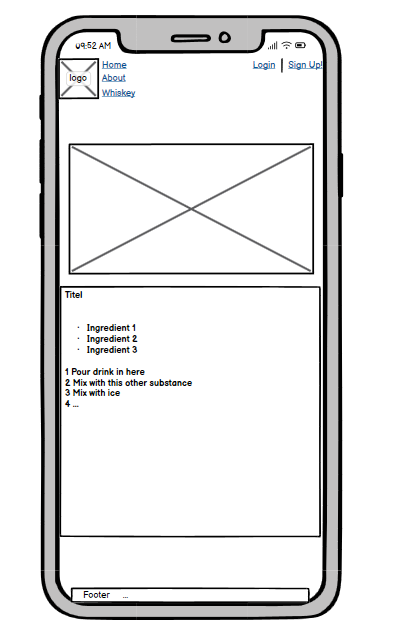 09:52 AM
logo
Home
About
Whiskey
Login | Sign Up!
Titel
· Ingredient 1
· Ingredient 2
· Ingredient 3
1 Pour drink in here
2 Mix with this other substance
3 Mix with ice
4 ...
Footer ...